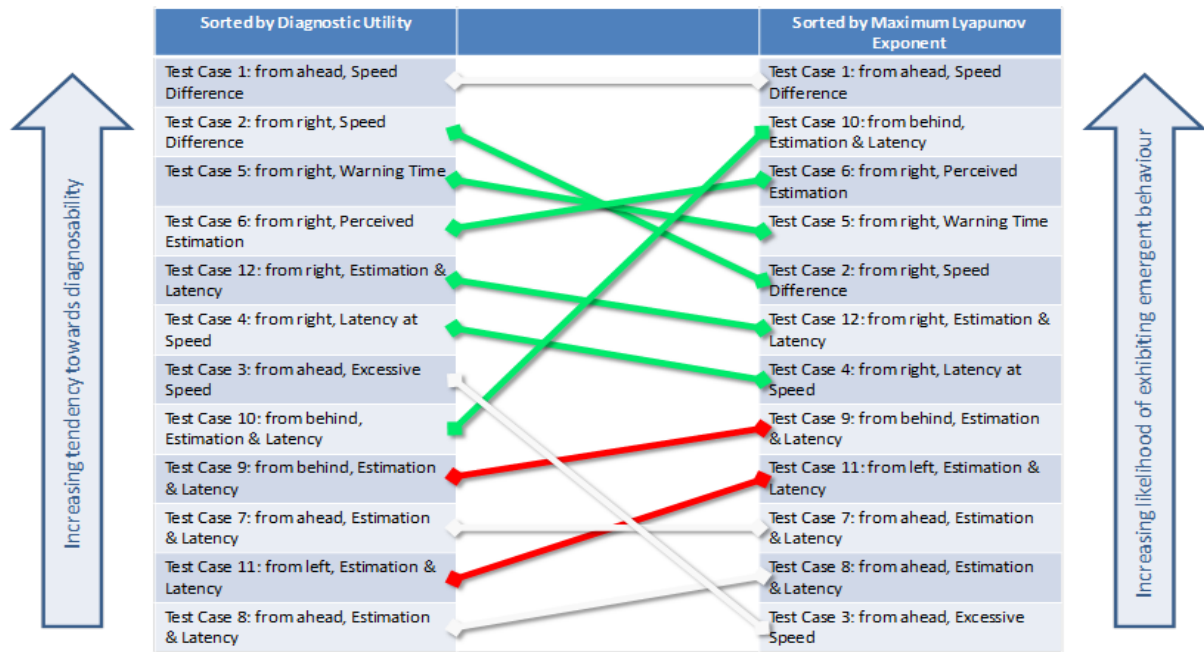 Sorted by Diagnostic Utility
Sorted by Maximum Lyapunov
Exponent
Increasing tendency towards diagnosability
Test Case 1: from ahead, Speed
Difference
Test Case 2: from right, Speed
Difference
Test Case 5: from right, Warning Time
Test Case 6: from right, Perceived
Estimation
Test Case 12: from right, Estimation &
Latency
Test Case 4: from right, Latency at
Speed
Test Case 3: from ahead, Excessive
Speed
Test Case 10: from behind,
Estimation & Latency
Test Case 9: from behind, Estimation
& Latency
Test Case 7: from ahead, Estimation
& Latency
Test Case 11: from left, Estimation &
Latency
Test Case 8: from ahead, Estimation
& Latency
Test Case 1: from ahead, Speed
Difference
Test Case 10: from behind,
Estimation & Latency
Test Case 6: from right, Perceived
Estimation
Test Case 5: from right, Warning Time
Test Case 2: from right, Speed
Difference
Test Case 12: from right, Estimation &
Latency
Test Case 4: from right, Latency at
Speed
Test Case 9: from behind, Estimation
& Latency
Test Case 11: from left, Estimation &
Latency
Test Case 7: from ahead, Estimation
& Latency
Test Case 8: from ahead, Estimation
& Latency
Test Case 3: from ahead, Excessive
Speed
Increasing likelihood of exhibiting emergent behaviour